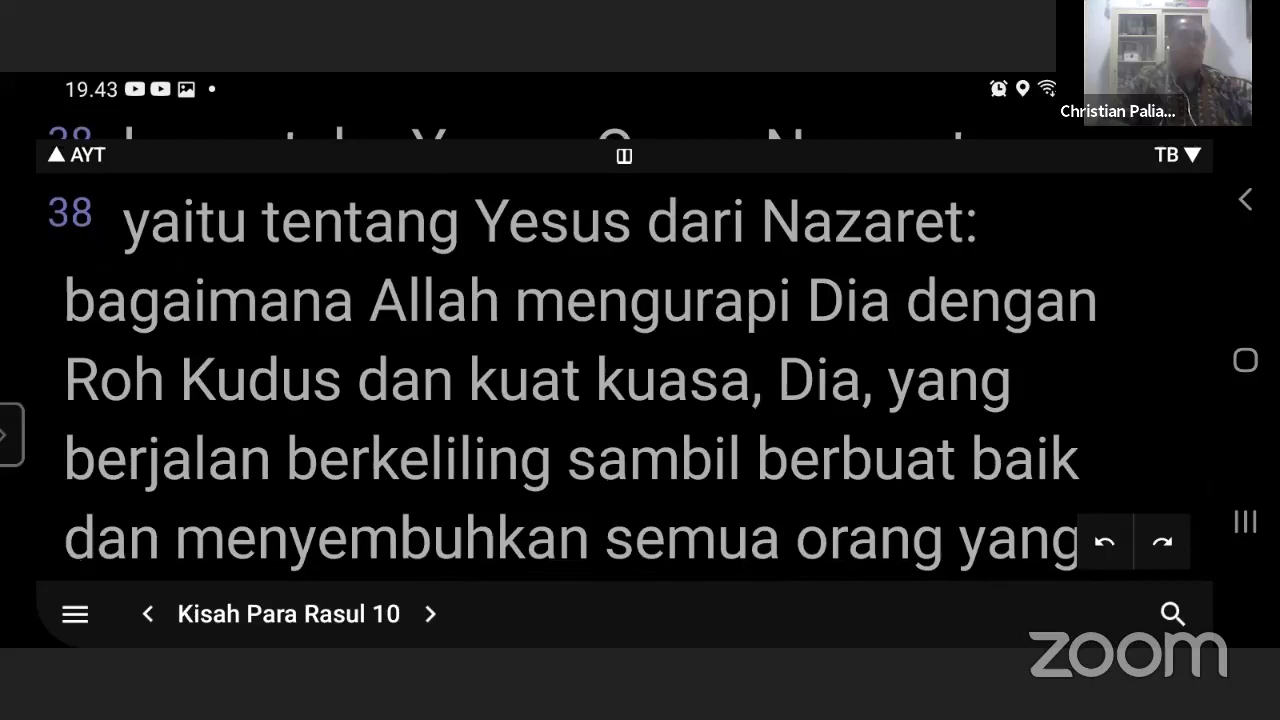 19.43
Christian Palia...
AYT
TB
38 yaitu tentang Yesus dari Nazaret:
bagaimana Allah mengurapi Dia dengan
Roh Kudus dan kuat kuasa, Dia, yang
berjalan berkeliling sambil berbuat baik
dan menyembuhkan semua orang yang
Kisah Para Rasul 10
zoom